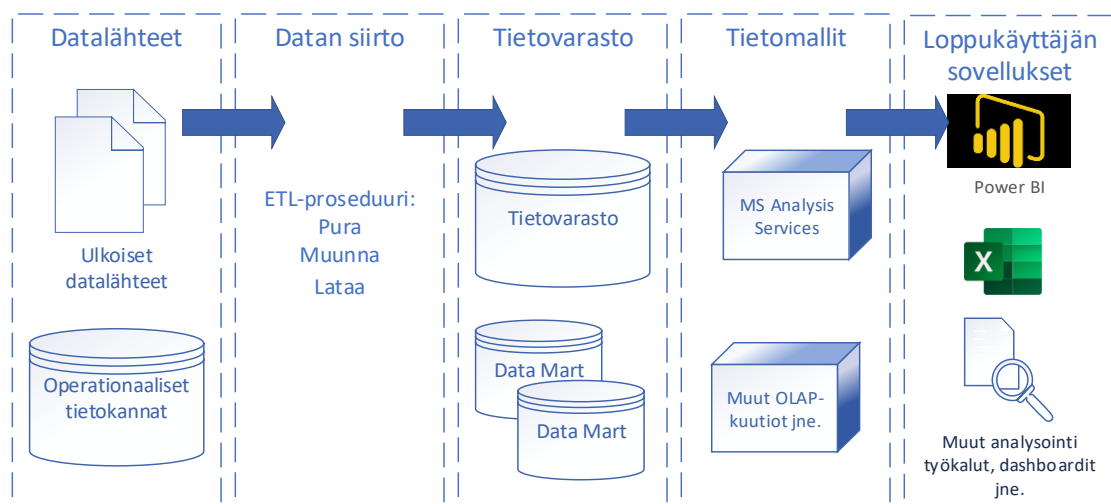 Datalähteet
Ulkoiset
datalähteet
Operationaaliset
tietokannat
Datan siirto
ETL-proseduuri:
Pura
Muunna
Lataa
Tietovarasto
Tietovarasto
Data Mart
Data Mart
Tietomallit
MS Analysis
Services
Muut OLAP-
kuutiot jne.
Loppukäyttäjän
sovellukset
Power BI
X
Muut analysointi
työkalut, dashboardit
jne.